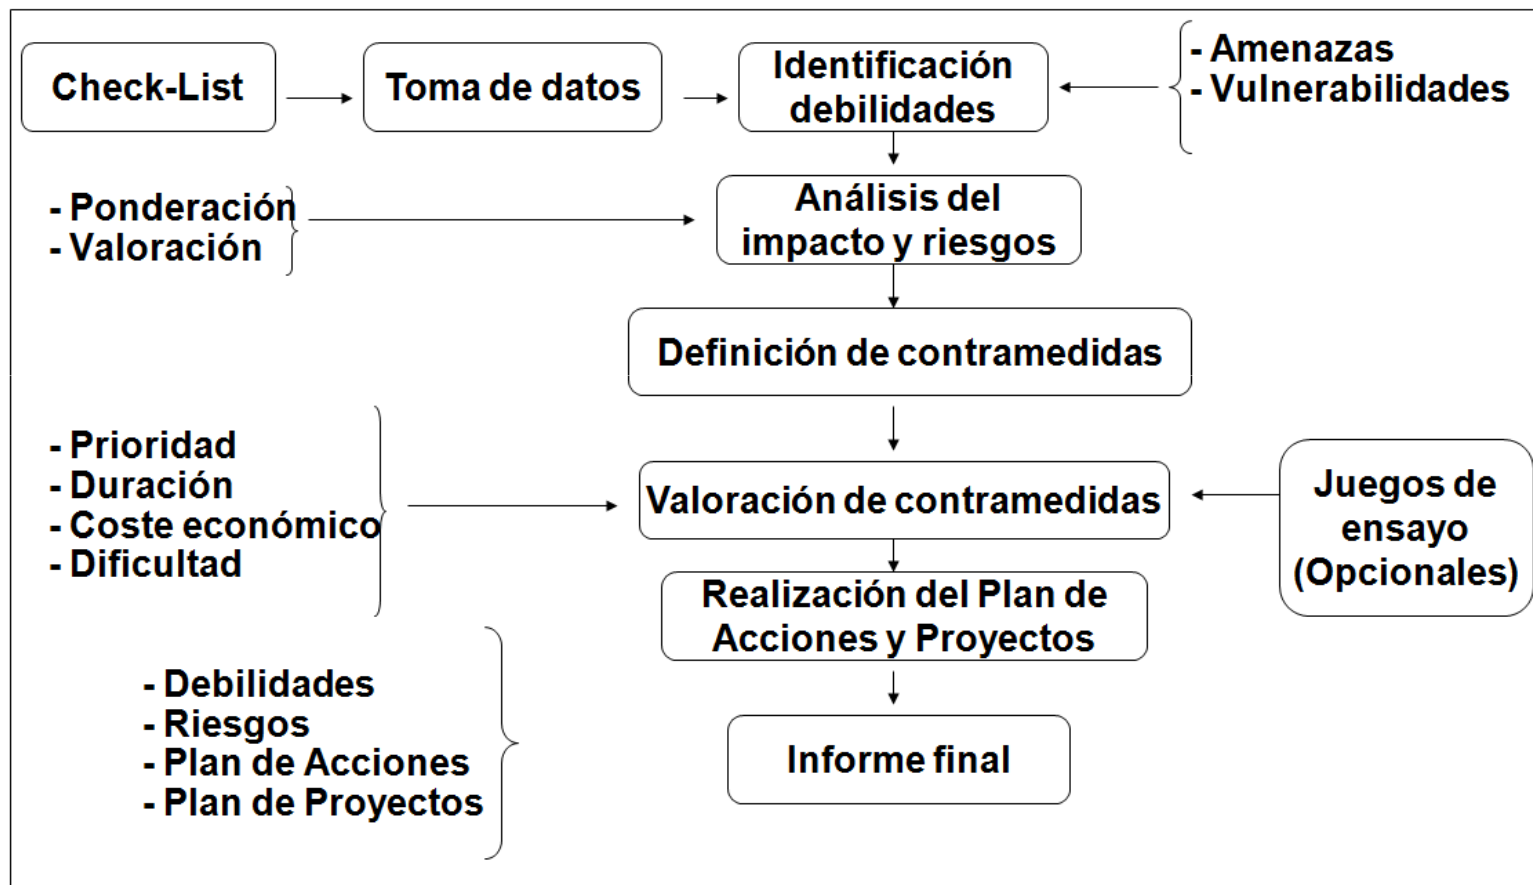 Check-List
Toma de datos
Identificación
debilidades
- Amenazas
- Vulnerabilidades
- Ponderación
- Valoración
Análisis del
impacto y riesgos
Definición de contramedidas
- Prioridad
- Duración
- Coste económico
- Dificultad
Valoración de contramedidas
Juegos de
ensayo
(Opcionales)
Realización del Plan de
Acciones y Proyectos
- Debilidades
- Riesgos
- Plan de Acciones
- Plan de Proyectos
Informe final